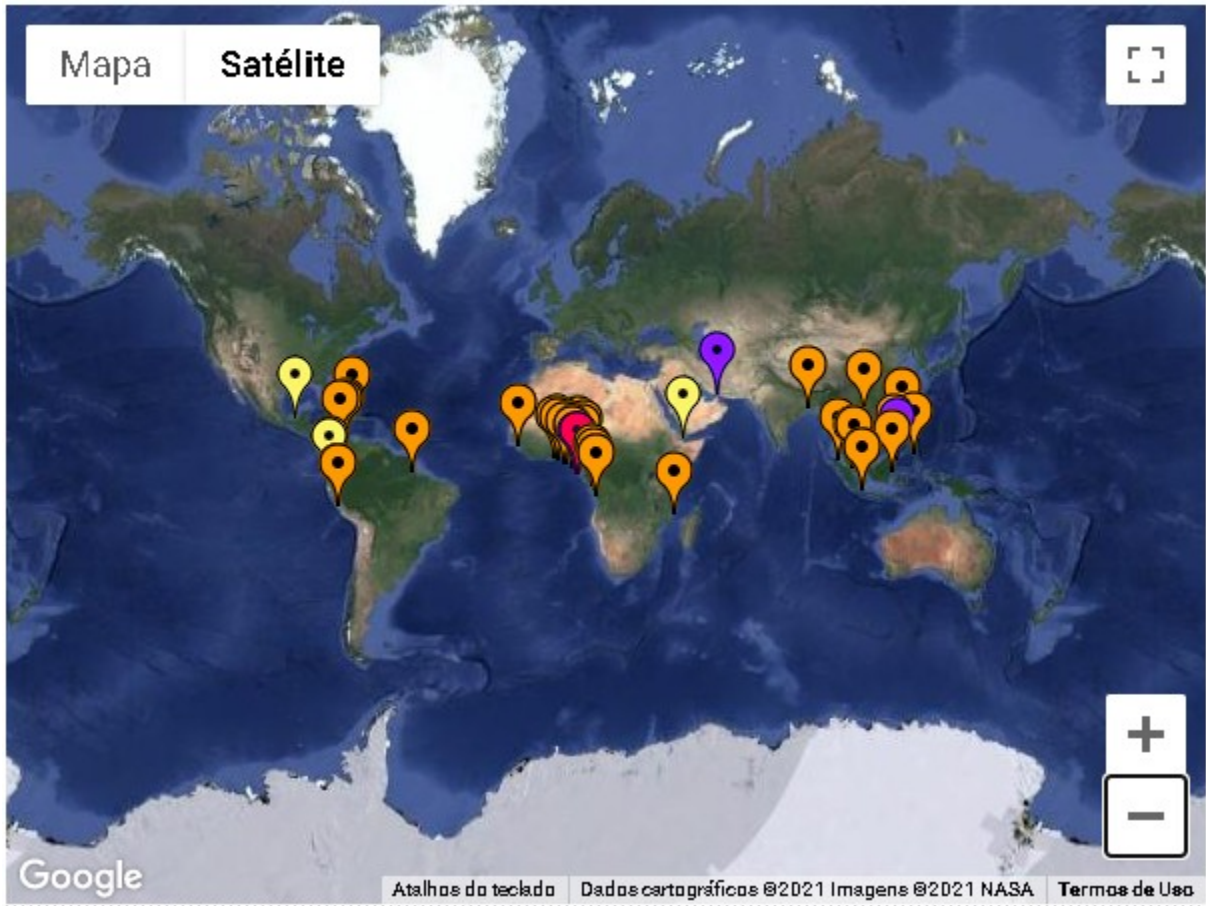 Mapa Satélite
Google
Atalhos do teclado Dados cartográficos ©2021 Imagens ©2021 NASA Termos de Uso